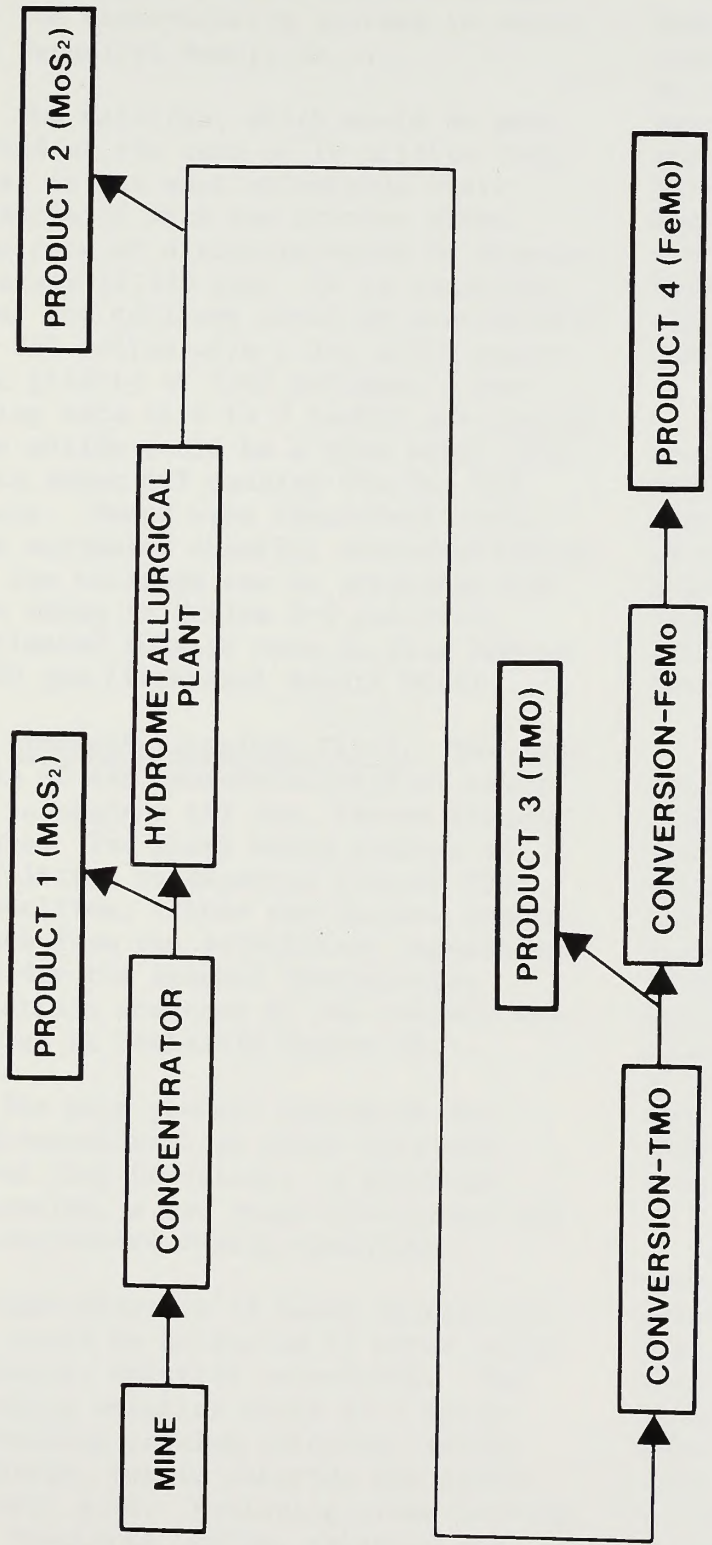 MINE
CONCENTRATOR
PRODUCT 1 (MoS₂)
HYDROMETALLURGICAL
PLANT
PRODUCT 2 (MoS₂)
CONVERSION-TMO
PRODUCT 3 (TMO)
CONVERSION-FeMo
PRODUCT 4 (FeMo)